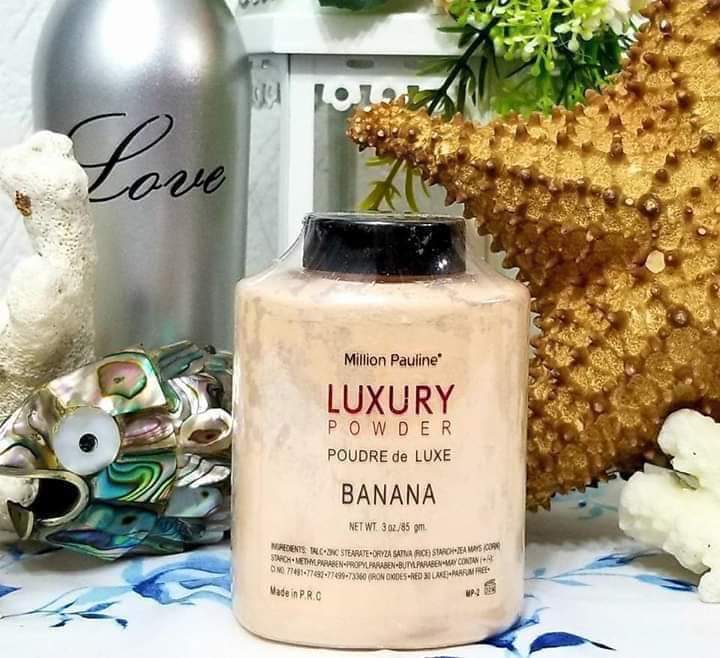 Love
Million Pauline®
LUXURY
POWDER
POUDRE de LUXE
BANANA
NET WT. 3 oz./85 gm.
INGREDIENTS: TALC•ZINC STEARATE•ORYZA SATIVA (RICE) STARCH•ZEA MAYS (CORN)
STARCH•METHYLPARABEN•PROPYLPARABEN•BUTYLPARABEN•MAY CONTAN (+/-):
CI NO. 77491•77492•77499•73360 (IRON OXIDES•RED 30 LAKE)•PARFUM FREE•
Made in P.R.C
MP-2